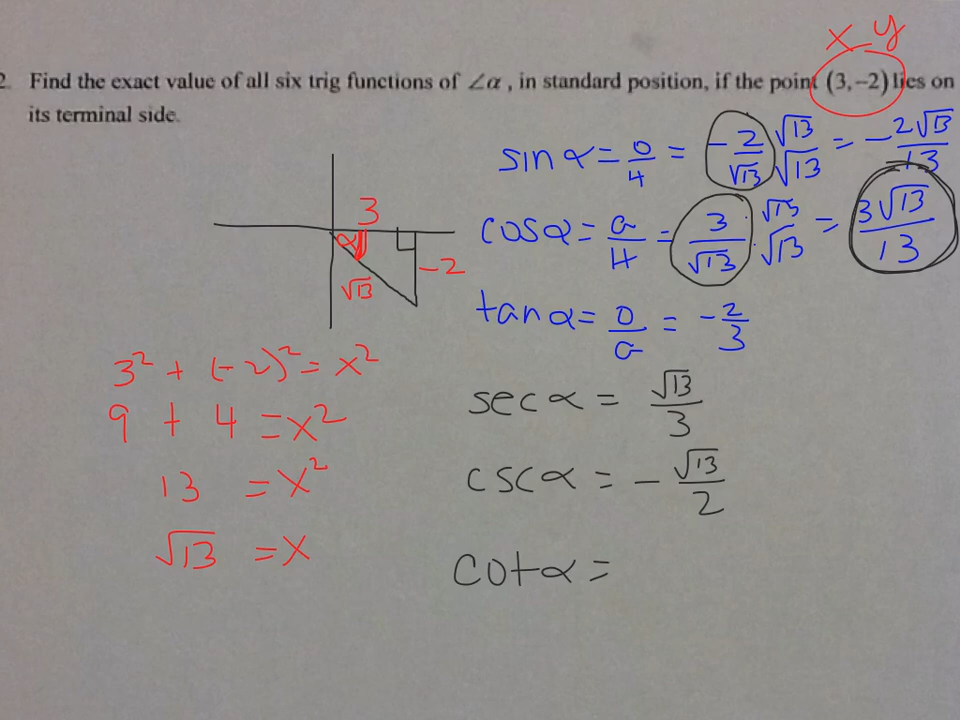 x y
2. Find the exact value of all six trig functions of ∠α, in standard position, if the point (3,−2) lies on
its terminal side.
sin α = O/4 = −2/√13 √13/√13 = −2√13/13
cos α = a/H = 3/√13 · √13/√13 = 3√13/13
tan α = O/a = −2/3
3
α
−2
√13
3² + (−2)² = x²
9 + 4 = x²
13 = x²
√13 = x
sec α = √13/3
csc α = −√13/2
cot α =